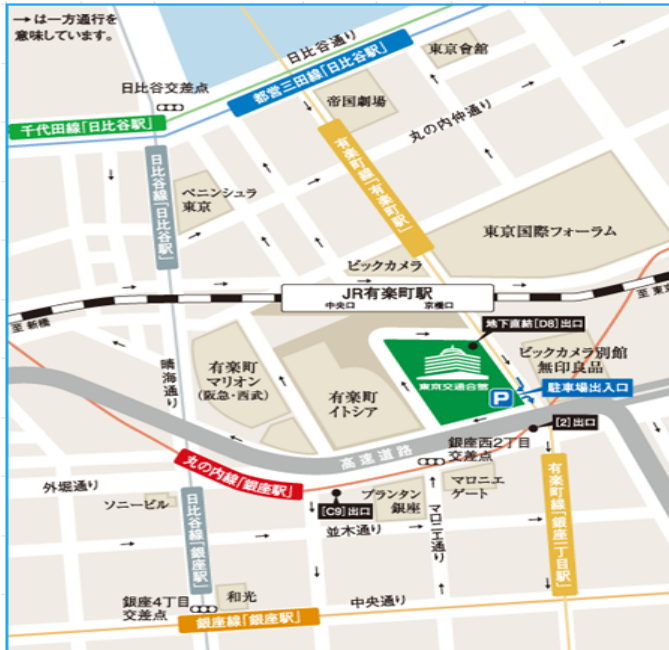 →は一方通行を
意味しています。
日比谷通り
東京會舘
都営三田線「日比谷駅」
日比谷交差点
帝国劇場
千代田線「日比谷駅」
丸の内仲通り
日比谷線「日比谷駅」
有楽町線「有楽町駅」
ペニンシュラ
東京
東京国際フォーラム
ビックカメラ
JR有楽町駅
中央口
京橋口
至 新橋
至 東京
地下直結[D8]出口
東京交通会館
ビックカメラ別館
無印良品
P
駐車場出入口
晴海通り
有楽町
マリオン
(阪急・西武)
有楽町
イトシア
[2]出口
高速道路
銀座西2丁目
交差点
丸の内線「銀座駅」
外堀通り
マロニエ
ゲート
プランタン
銀座
[C9]出口
ソニービル
日比谷線「銀座駅」
並木通り
マロニエ通り
有楽町線「銀座一丁目駅」
銀座4丁目
交差点
和光
中央通り
銀座線「銀座駅」